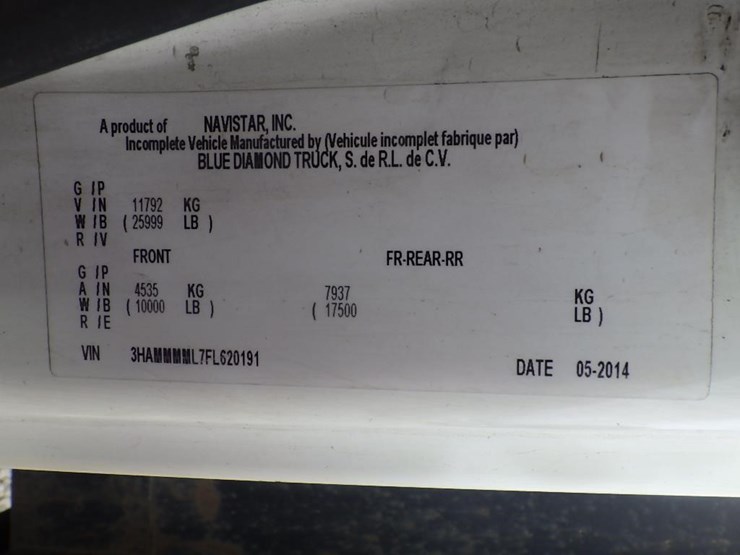 A product of NAVISTAR, INC.
Incomplete Vehicle Manufactured by (Vehicule incomplet fabrique par)
BLUE DIAMOND TRUCK, S. de R.L. de C.V.
G /P
V /N 11792 KG
W /B ( 25999 LB )
R /V
FRONT FR-REAR-RR
G /P
A /N 4535 KG 7937 KG
W /B ( 10000 LB ) ( 17500 LB )
R /E
VIN 3HAMMMML7FL620191
DATE 05-2014